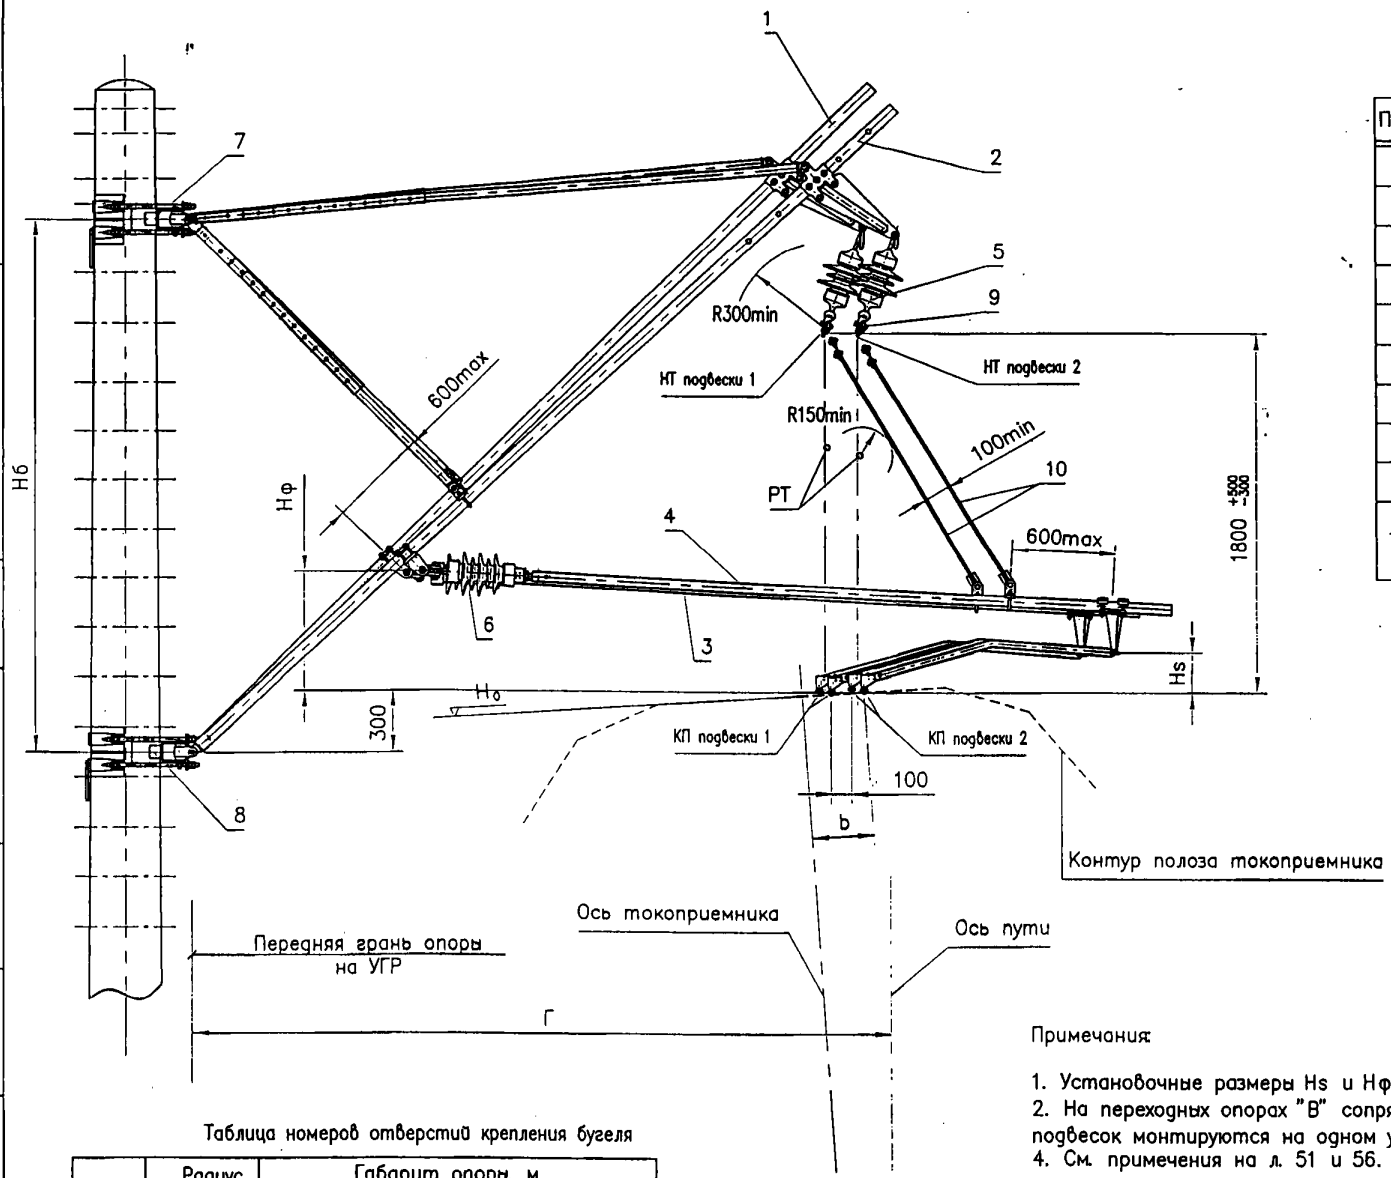 1
П
7
2
5
R300min
9
НТ подвески 1
НТ подвески 2
600max
R150min
100min
Нб
Нф
РТ
10
4
1800 +500 -300
600max
6
3
Hs
Но
300
КП подвески 1
КП подвески 2
8
100
b
Контур полоза токоприемника
Ось токоприемника
Ось пути
Передняя грань опоры
на УГР
Г
Примечания:
1. Установочные размеры Hs и Нф
2. На переходных опорах "В" сопря
подвесок монтируются на одном у
4. См. примечания на л. 51 и 56.
Таблица номеров отверстий крепления бугеля
Радиус
Габарит опоры, м